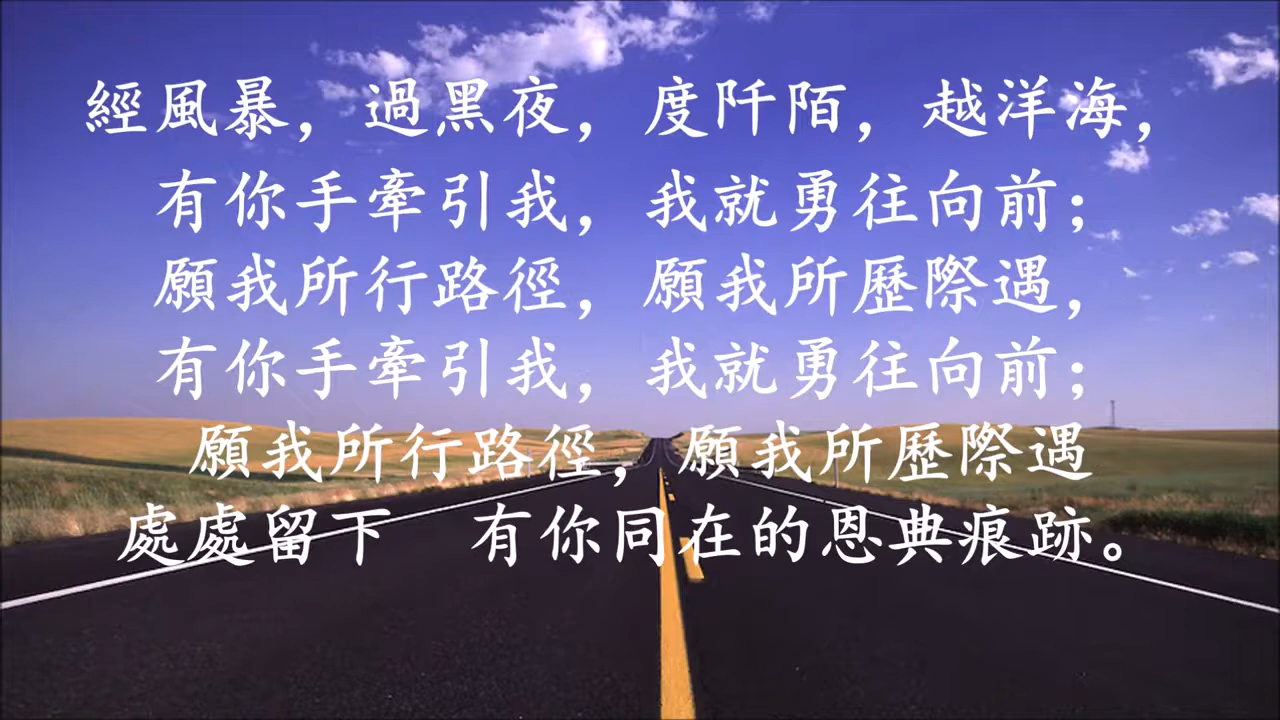 經風暴，過黑夜，度阡陌，越洋海，
有你手牽引我，我就勇往向前；
願我所行路徑，願我所歷際遇，
有你手牽引我，我就勇往向前；
願我所行路徑，願我所歷際遇
處處留下　有你同在的恩典痕跡。